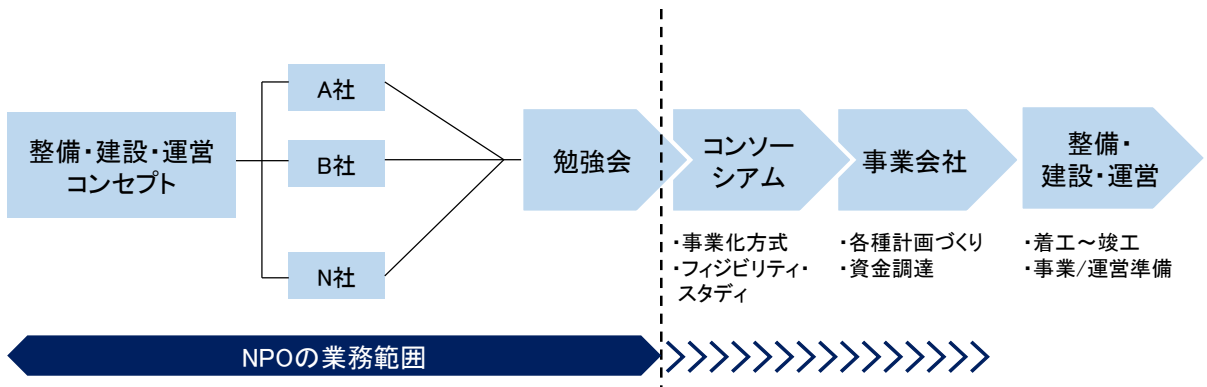 整備・建設・運営
コンセプト
A社
B社
N社
勉強会
コンソー
シアム
事業会社
整備・
建設・運営
・事業化方式
・フィジビリティ・
スタディ
・各種計画づくり
・資金調達
・着工～竣工
・事業/運営準備
NPOの業務範囲